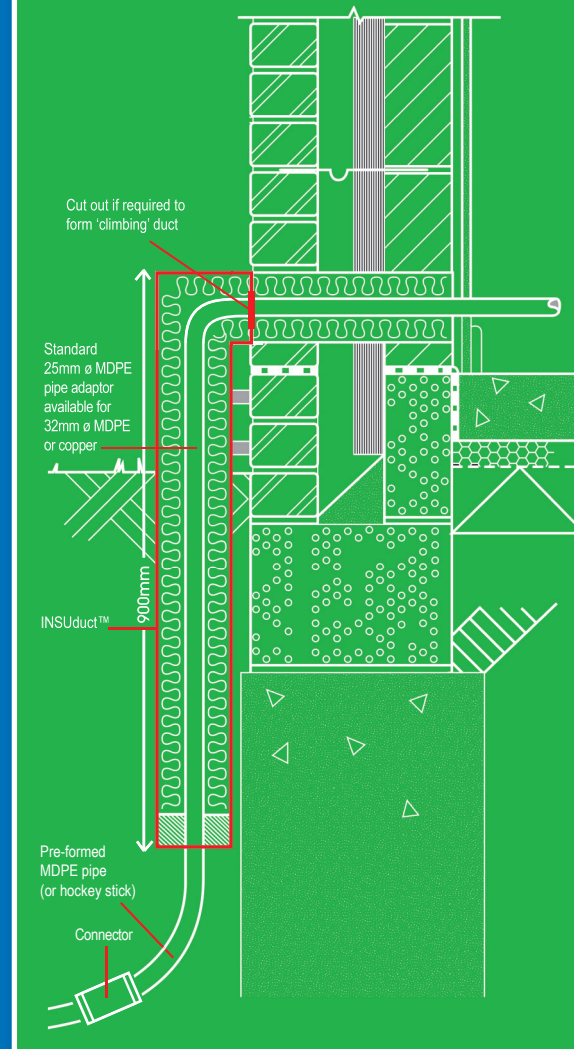 Cut out if required to
form ‘climbing’ duct
Standard
25mm ø MDPE
pipe adaptor
available for
32mm ø MDPE
or copper
900mm
INSUduct™
Pre-formed
MDPE pipe
(or hockey stick)
Connector